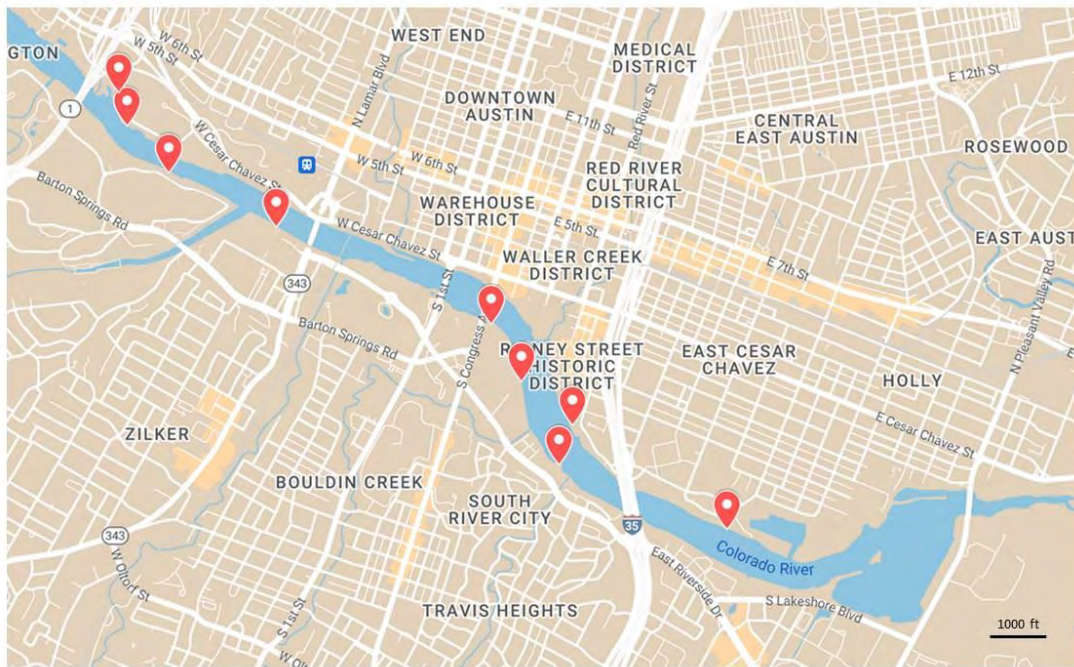 WEST END
MEDICAL
DISTRICT
GTON
W 6th St
W 5th St
N Lamar Blvd
Red River St
E 12th St
DOWNTOWN
AUSTIN
E 11th St
CENTRAL
EAST AUSTIN
1
ROSEWOOD
W Cesar Chavez St
W 5th St
W 6th St
RED RIVER
CULTURAL
DISTRICT
Barton Springs Rd
WAREHOUSE
DISTRICT
E 5th St
W Cesar Chavez St
EAST AUST
WALLER CREEK
DISTRICT
E 7th St
343
S 1st St
N Pleasant Valley Rd
Barton Springs Rd
S Congress A
NEY STREET
HISTORIC
DISTRICT
EAST CESAR
CHAVEZ
HOLLY
E
E Cesar Chavez St
ZILKER
BOULDIN CREEK
SOUTH
RIVER CITY
35
343
Colorado River
W Oltorf St
East Riverside Dr
S Lakeshore Blvd
TRAVIS HEIGHTS
S 1st St
1000 ft
W Ol